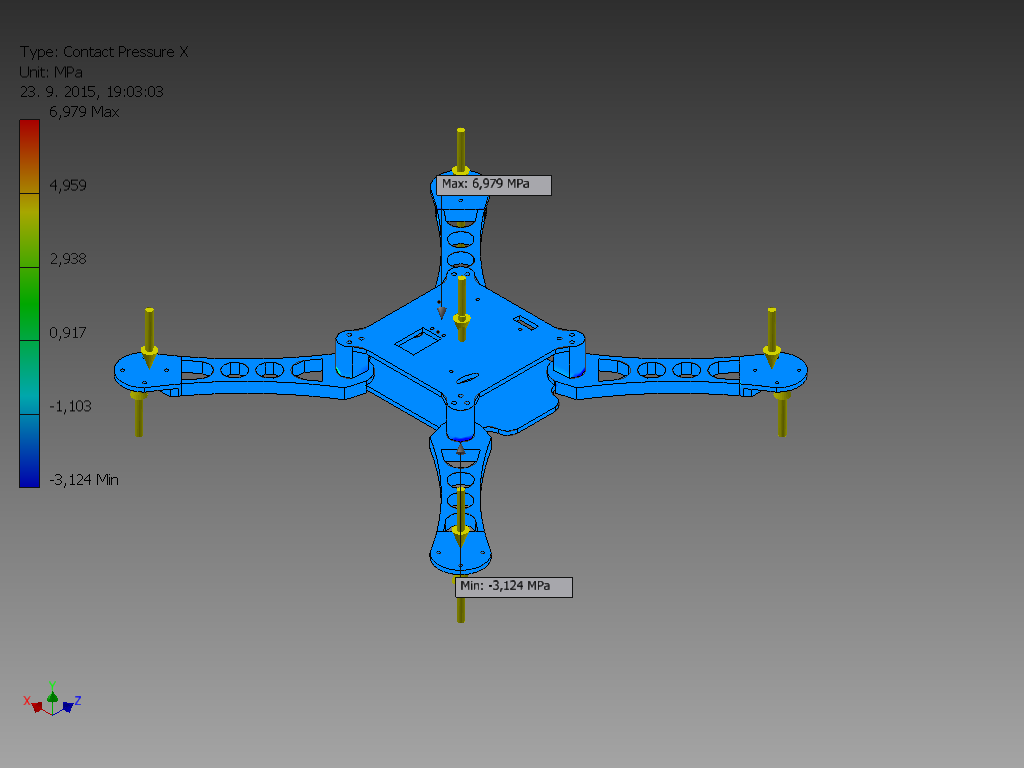 Type: Contact Pressure X
Unit: MPa
23. 9. 2015, 19:03:03
6,979 Max
4,959
2,938
0,917
-1,103
-3,124 Min
Max: 6,979 MPa
Min: -3,124 MPa
X
Y
Z